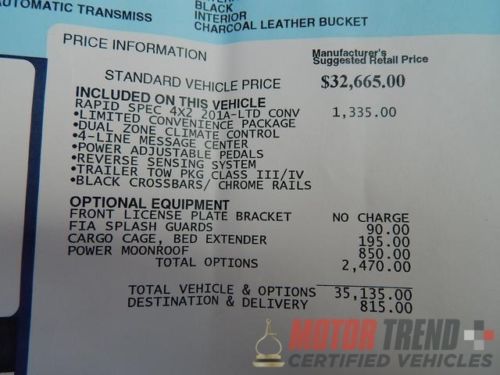 AUTOMATIC TRANSMISS
BLACK
INTERIOR
CHARCOAL LEATHER BUCKET
PRICE INFORMATION
Manufacturer's
Suggested Retail Price
STANDARD VEHICLE PRICE $32,665.00
INCLUDED ON THIS VEHICLE
RAPID SPEC 4X2 201A-LTD CONV 1,335.00
•LIMITED CONVENIENCE PACKAGE
•DUAL ZONE CLIMATE CONTROL
•4-LINE MESSAGE CENTER
•POWER ADJUSTABLE PEDALS
•REVERSE SENSING SYSTEM
•TRAILER TOW PKG CLASS III/IV
•BLACK CROSSBARS/ CHROME RAILS
OPTIONAL EQUIPMENT
FRONT LICENSE PLATE BRACKET NO CHARGE
FIA SPLASH GUARDS 90.00
CARGO CAGE, BED EXTENDER 195.00
POWER MOONROOF 850.00
TOTAL OPTIONS 2,470.00
TOTAL VEHICLE & OPTIONS 35,135.00
DESTINATION & DELIVERY 815.00
MOTOR TREND
CERTIFIED VEHICLES